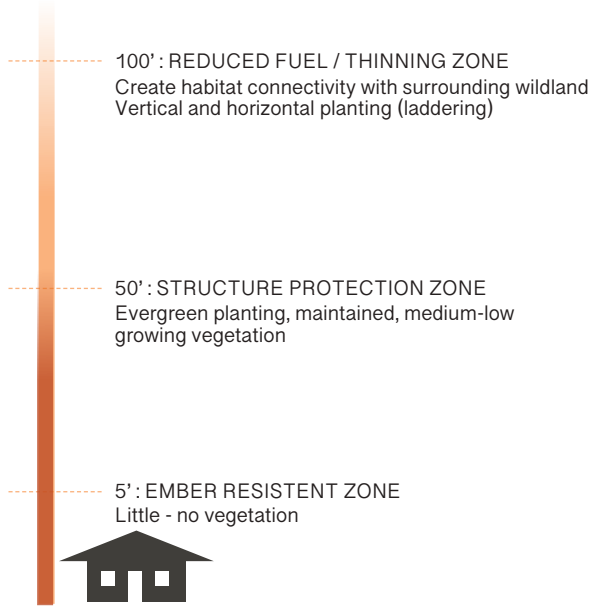 100’ : REDUCED FUEL / THINNING ZONE
Create habitat connectivity with surrounding wildland
Vertical and horizontal planting (laddering)
50’ : STRUCTURE PROTECTION ZONE
Evergreen planting, maintained, medium-low
growing vegetation
5’ : EMBER RESISTENT ZONE
Little - no vegetation